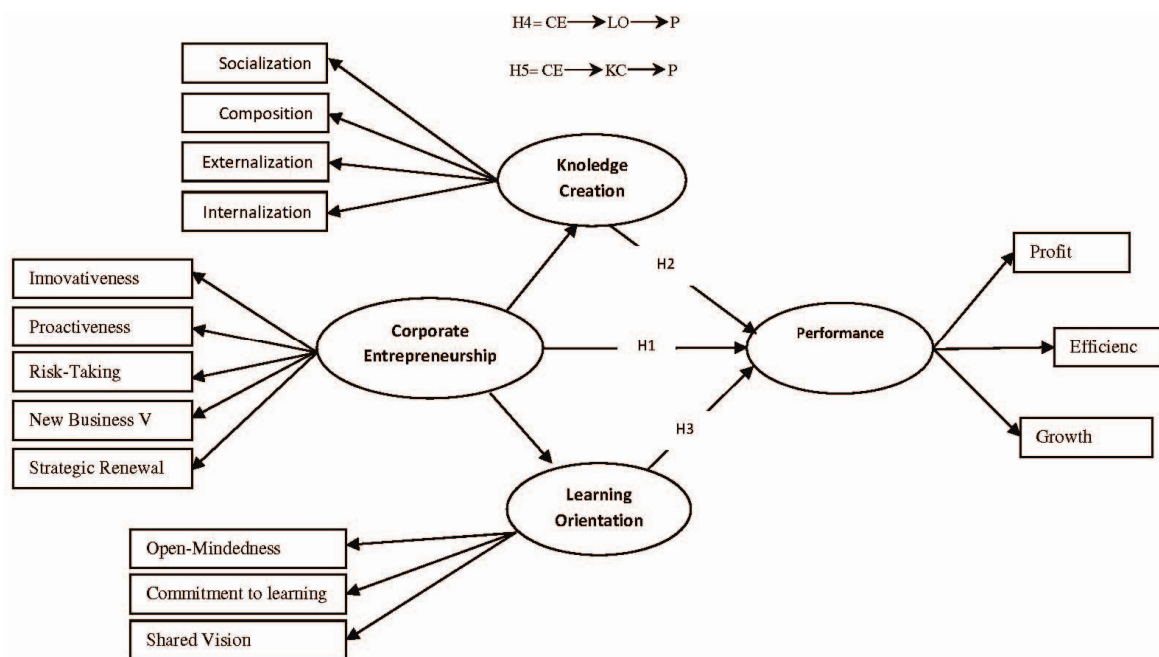 H4= CE LO P
H5= CE KC P
Socialization
Composition
Externalization
Internalization
Knoledge
Creation
H2
Innovativeness
Proactiveness
Risk-Taking
New Business V
Strategic Renewal
Corporate
Entrepreneurship
H1
Performance
Profit
Efficienc
Growth
H3
Learning
Orientation
Open-Mindedness
Commitment to learning
Shared Vision